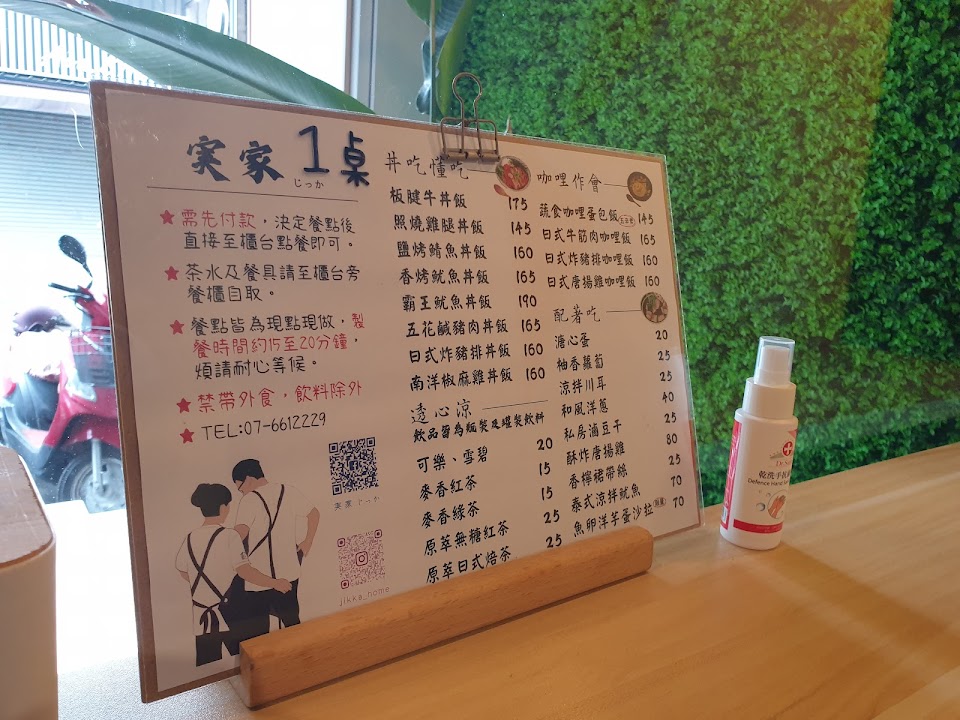 実家 1桌
じっか
★需先付款，決定餐點後
直接至櫃台點餐即可。
★茶水及餐具請至櫃台旁
餐櫃自取。
★餐點皆為現點現做，製
餐時間約15至20分鐘，
煩請耐心等候。
★禁帶外食，飲料除外
★TEL:07-6612229
実家 じっか
jikka_home
丼吃懂吃
板腱牛丼飯 175
照燒雞腿丼飯 145
鹽烤鯖魚丼飯 160
香烤魷魚丼飯 165
霸王魷魚丼飯 190
五花鹹豬肉丼飯 165
日式炸豬排丼飯 160
南洋椒麻雞丼飯 160
透心涼
飲品皆為瓶裝及罐裝飲料
可樂、雪碧 20
麥香紅茶 15
麥香綠茶 15
原萃無糖紅茶 25
原萃日式焙茶 25
咖哩作會
蔬食咖哩蛋包飯 145
日式牛筋肉咖哩飯 165
日式炸豬排咖哩飯 160
日式唐揚雞咖哩飯 160
配著吃
溏心蛋 20
柚香蘿蔔 25
涼拌川耳 40
和風洋蔥 25
私房滷豆干 80
酥炸唐揚雞 25
香檸裙帶絲 70
泰式涼拌魷魚 70
魚卵洋芋蛋沙拉
乾洗手
Defence Hand